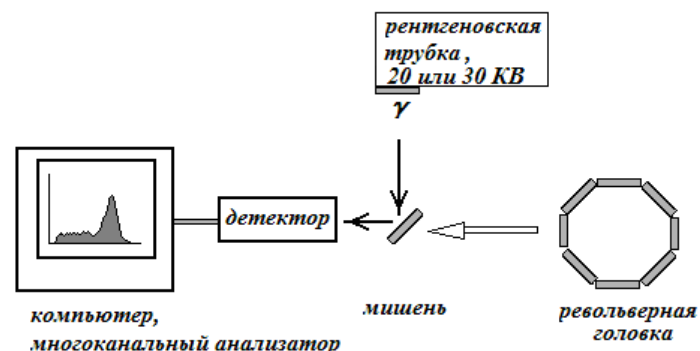 рентгеновская
трубка ,
20 или 30 КВ
γ
детектор
компьютер,
многоканальный анализатор
мишень
револьверная
головка